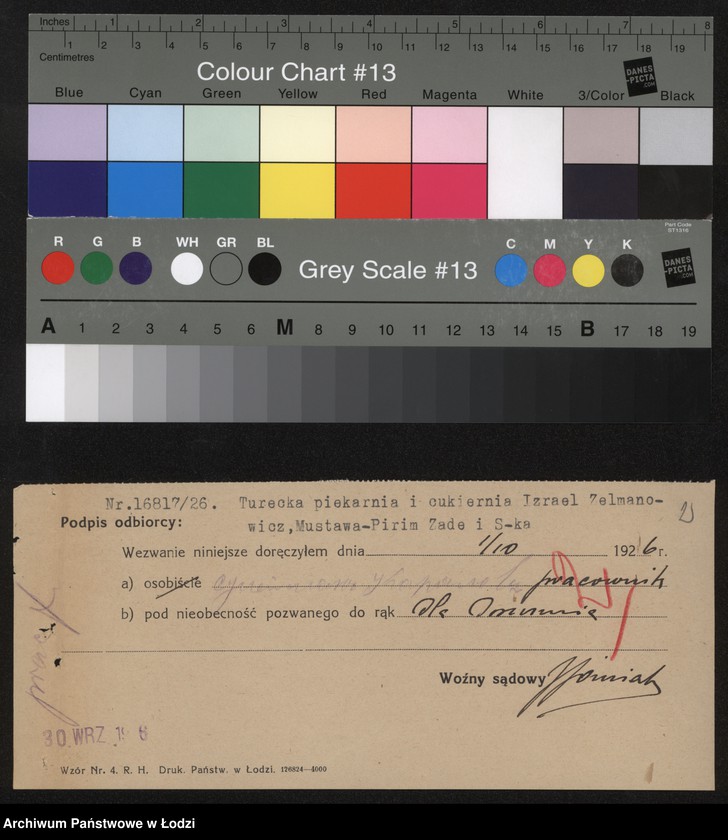 Inches 1 2 3 4 5 6 7 8
1 2 3 4 5 6 7 8 9 10 11 12 13 14 15 16 17 18 19
Centimetres
Colour Chart #13
DANES-PICTA.COM
Blue Cyan Green Yellow Red Magenta White 3/Color Black
Part Code
ST1316
R G B WH GR BL C M Y K
Grey Scale #13
DANES-PICTA.COM
A 1 2 3 4 5 6 M 8 9 10 11 12 13 14 15 B 17 18 19
Nr.16817/26. Turecka piekarnia i cukiernia Izrael Zelmano-
Podpis odbiorcy: wicz,Mustawa-Pirim Zade i S-ka
Wezwanie niniejsze doręczyłem dnia 1/10 1926 r.
a) osobiście pracownik
b) pod nieobecność pozwanego do rąk dla
Woźny sądowy
30 WRZ 19 6
Wzór Nr. 4. R. H. Druk. Państw. w Łodzi. 126824—4000
Archiwum Państwowe w Łodzi